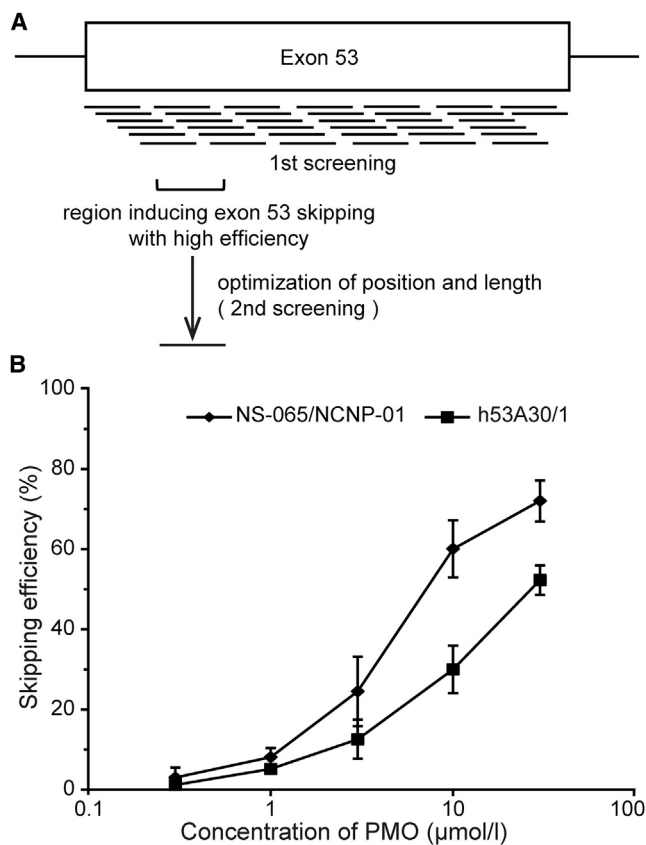 A
Exon 53
1st screening
region inducing exon 53 skipping
with high efficiency
optimization of position and length
( 2nd screening )
B
100
80
60
40
20
0
Skipping efficiency (%)
NS-065/NCNP-01
h53A30/1
0.1
1
10
100
Concentration of PMO (μmol/l)